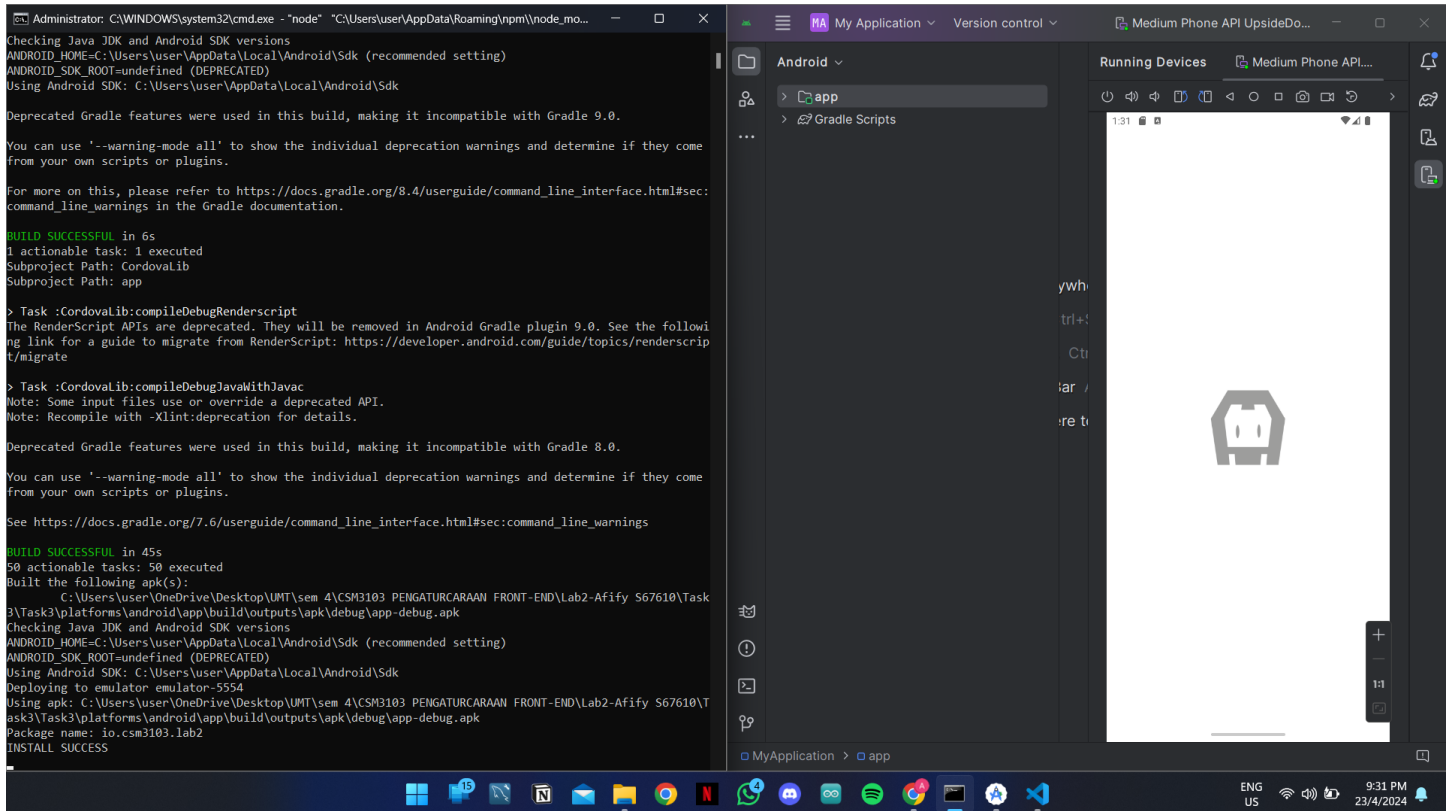 Administrator: C:\WINDOWS\system32\cmd.exe - "node" "C:\Users\user\AppData\Roaming\npm\\node_mo...
Checking Java JDK and Android SDK versions
ANDROID_HOME=C:\Users\user\AppData\Local\Android\Sdk (recommended setting)
ANDROID_SDK_ROOT=undefined (DEPRECATED)
Using Android SDK: C:\Users\user\AppData\Local\Android\Sdk
Deprecated Gradle features were used in this build, making it incompatible with Gradle 9.0.
You can use '--warning-mode all' to show the individual deprecation warnings and determine if they come
from your own scripts or plugins.
For more on this, please refer to https://docs.gradle.org/8.4/userguide/command_line_interface.html#sec:
command_line_warnings in the Gradle documentation.
BUILD SUCCESSFUL in 6s
1 actionable task: 1 executed
Subproject Path: CordovaLib
Subproject Path: app
> Task :CordovaLib:compileDebugRenderscript
The RenderScript APIs are deprecated. They will be removed in Android Gradle plugin 9.0. See the followi
ng link for a guide to migrate from RenderScript: https://developer.android.com/guide/topics/renderscrip
t/migrate
> Task :CordovaLib:compileDebugJavaWithJavac
Note: Some input files use or override a deprecated API.
Note: Recompile with -Xlint:deprecation for details.
Deprecated Gradle features were used in this build, making it incompatible with Gradle 8.0.
You can use '--warning-mode all' to show the individual deprecation warnings and determine if they come
from your own scripts or plugins.
See https://docs.gradle.org/7.6/userguide/command_line_interface.html#sec:command_line_warnings
BUILD SUCCESSFUL in 45s
50 actionable tasks: 50 executed
Built the following apk(s):
C:\Users\user\OneDrive\Desktop\UMT\sem 4\CSM3103 PENGATURCARAAN FRONT-END\Lab2-Afify S67610\Task
3\Task3\platforms\android\app\build\outputs\apk\debug\app-debug.apk
Checking Java JDK and Android SDK versions
ANDROID_HOME=C:\Users\user\AppData\Local\Android\Sdk (recommended setting)
ANDROID_SDK_ROOT=undefined (DEPRECATED)
Using Android SDK: C:\Users\user\AppData\Local\Android\Sdk
Deploying to emulator emulator-5554
Using apk: C:\Users\user\OneDrive\Desktop\UMT\sem 4\CSM3103 PENGATURCARAAN FRONT-END\Lab2-Afify S67610\T
ask3\Task3\platforms\android\app\build\outputs\apk\debug\app-debug.apk
Package name: io.csm3103.lab2
INSTALL SUCCESS
MA My Application Version control Medium Phone API UpsideDo...
Android
app
Gradle Scripts
Running Devices Medium Phone API....
1:31
ywh
trl+S
Ctr
Bar
ere to
1:1
MyApplication > app
15
4
ENG
US
9:31 PM
23/4/2024